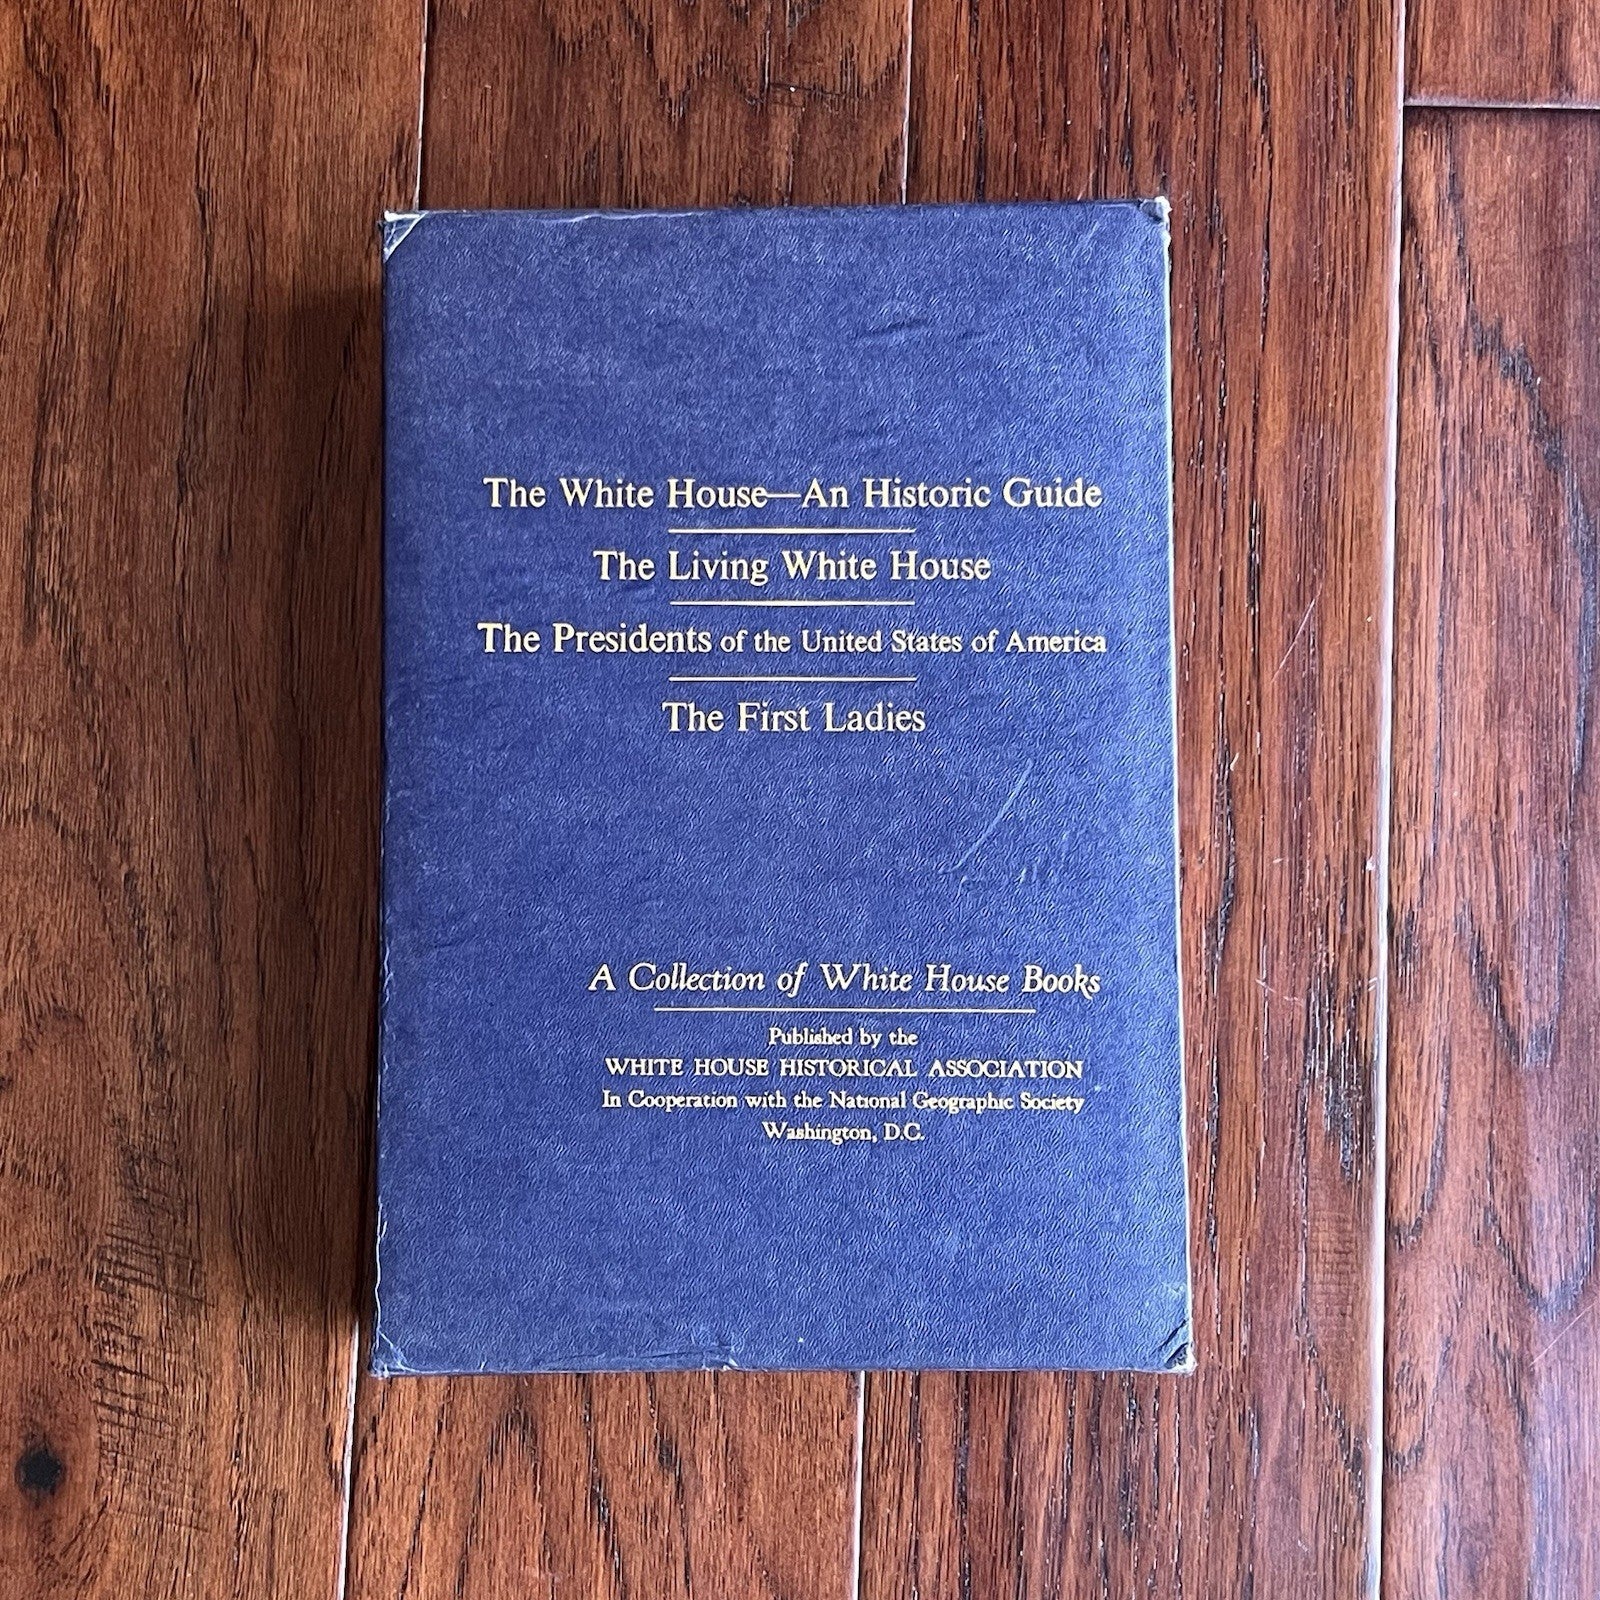 The White House—An Historic Guide
The Living White House
The Presidents of the United States of America
The First Ladies
A Collection of White House Books
Published by the
WHITE HOUSE HISTORICAL ASSOCIATION
In Cooperation with the National Geographic Society
Washington, D.C.